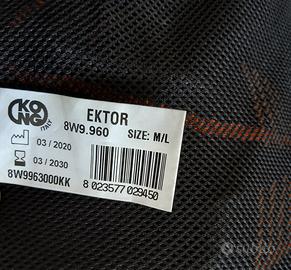 KONG
ITALY
EKTOR
8W9.960 SIZE: M/L
03 / 2020
03 / 2030
8W9963000KK
8 023577 029450